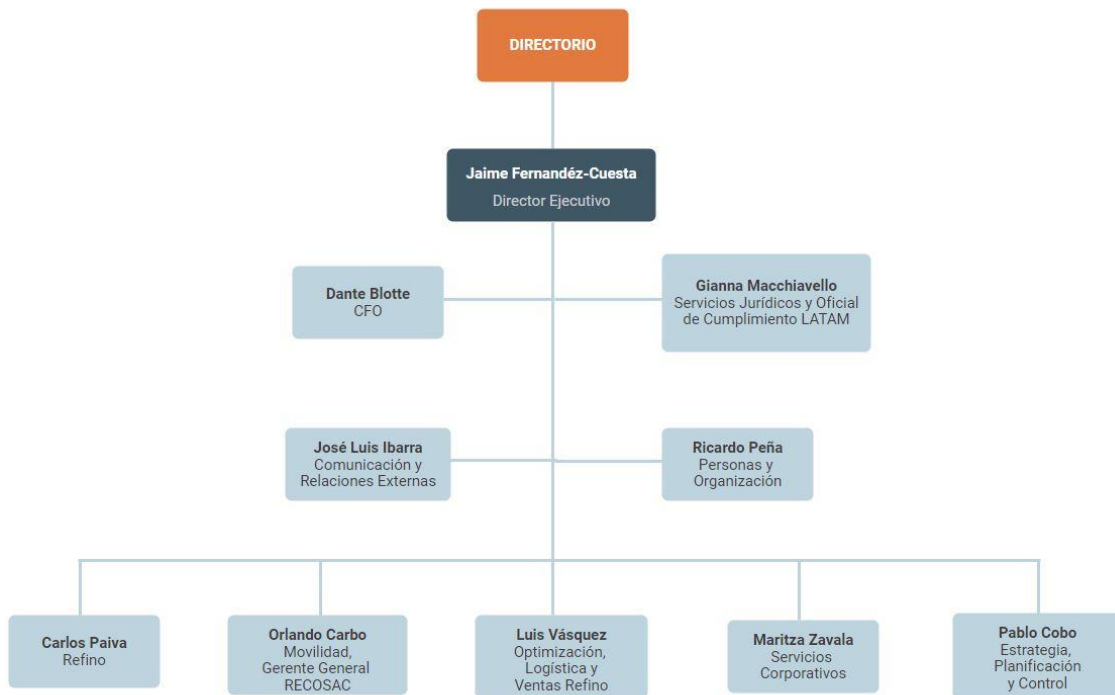 DIRECTORIO
Jaime Fernandéz-Cuesta
Director Ejecutivo
Dante Blotte
CFO
Gianna Macchiavello
Servicios Jurídicos y Oficial
de Cumplimiento LATAM
José Luis Ibarra
Comunicación y
Relaciones Externas
Ricardo Peña
Personas y
Organización
Carlos Paiva
Refino
Orlando Carbo
Movilidad,
Gerente General
RECOSAC
Luis Vásquez
Optimización,
Logística y
Ventas Refino
Maritza Zavala
Servicios
Corporativos
Pablo Cobo
Estrategia,
Planificación
y Control